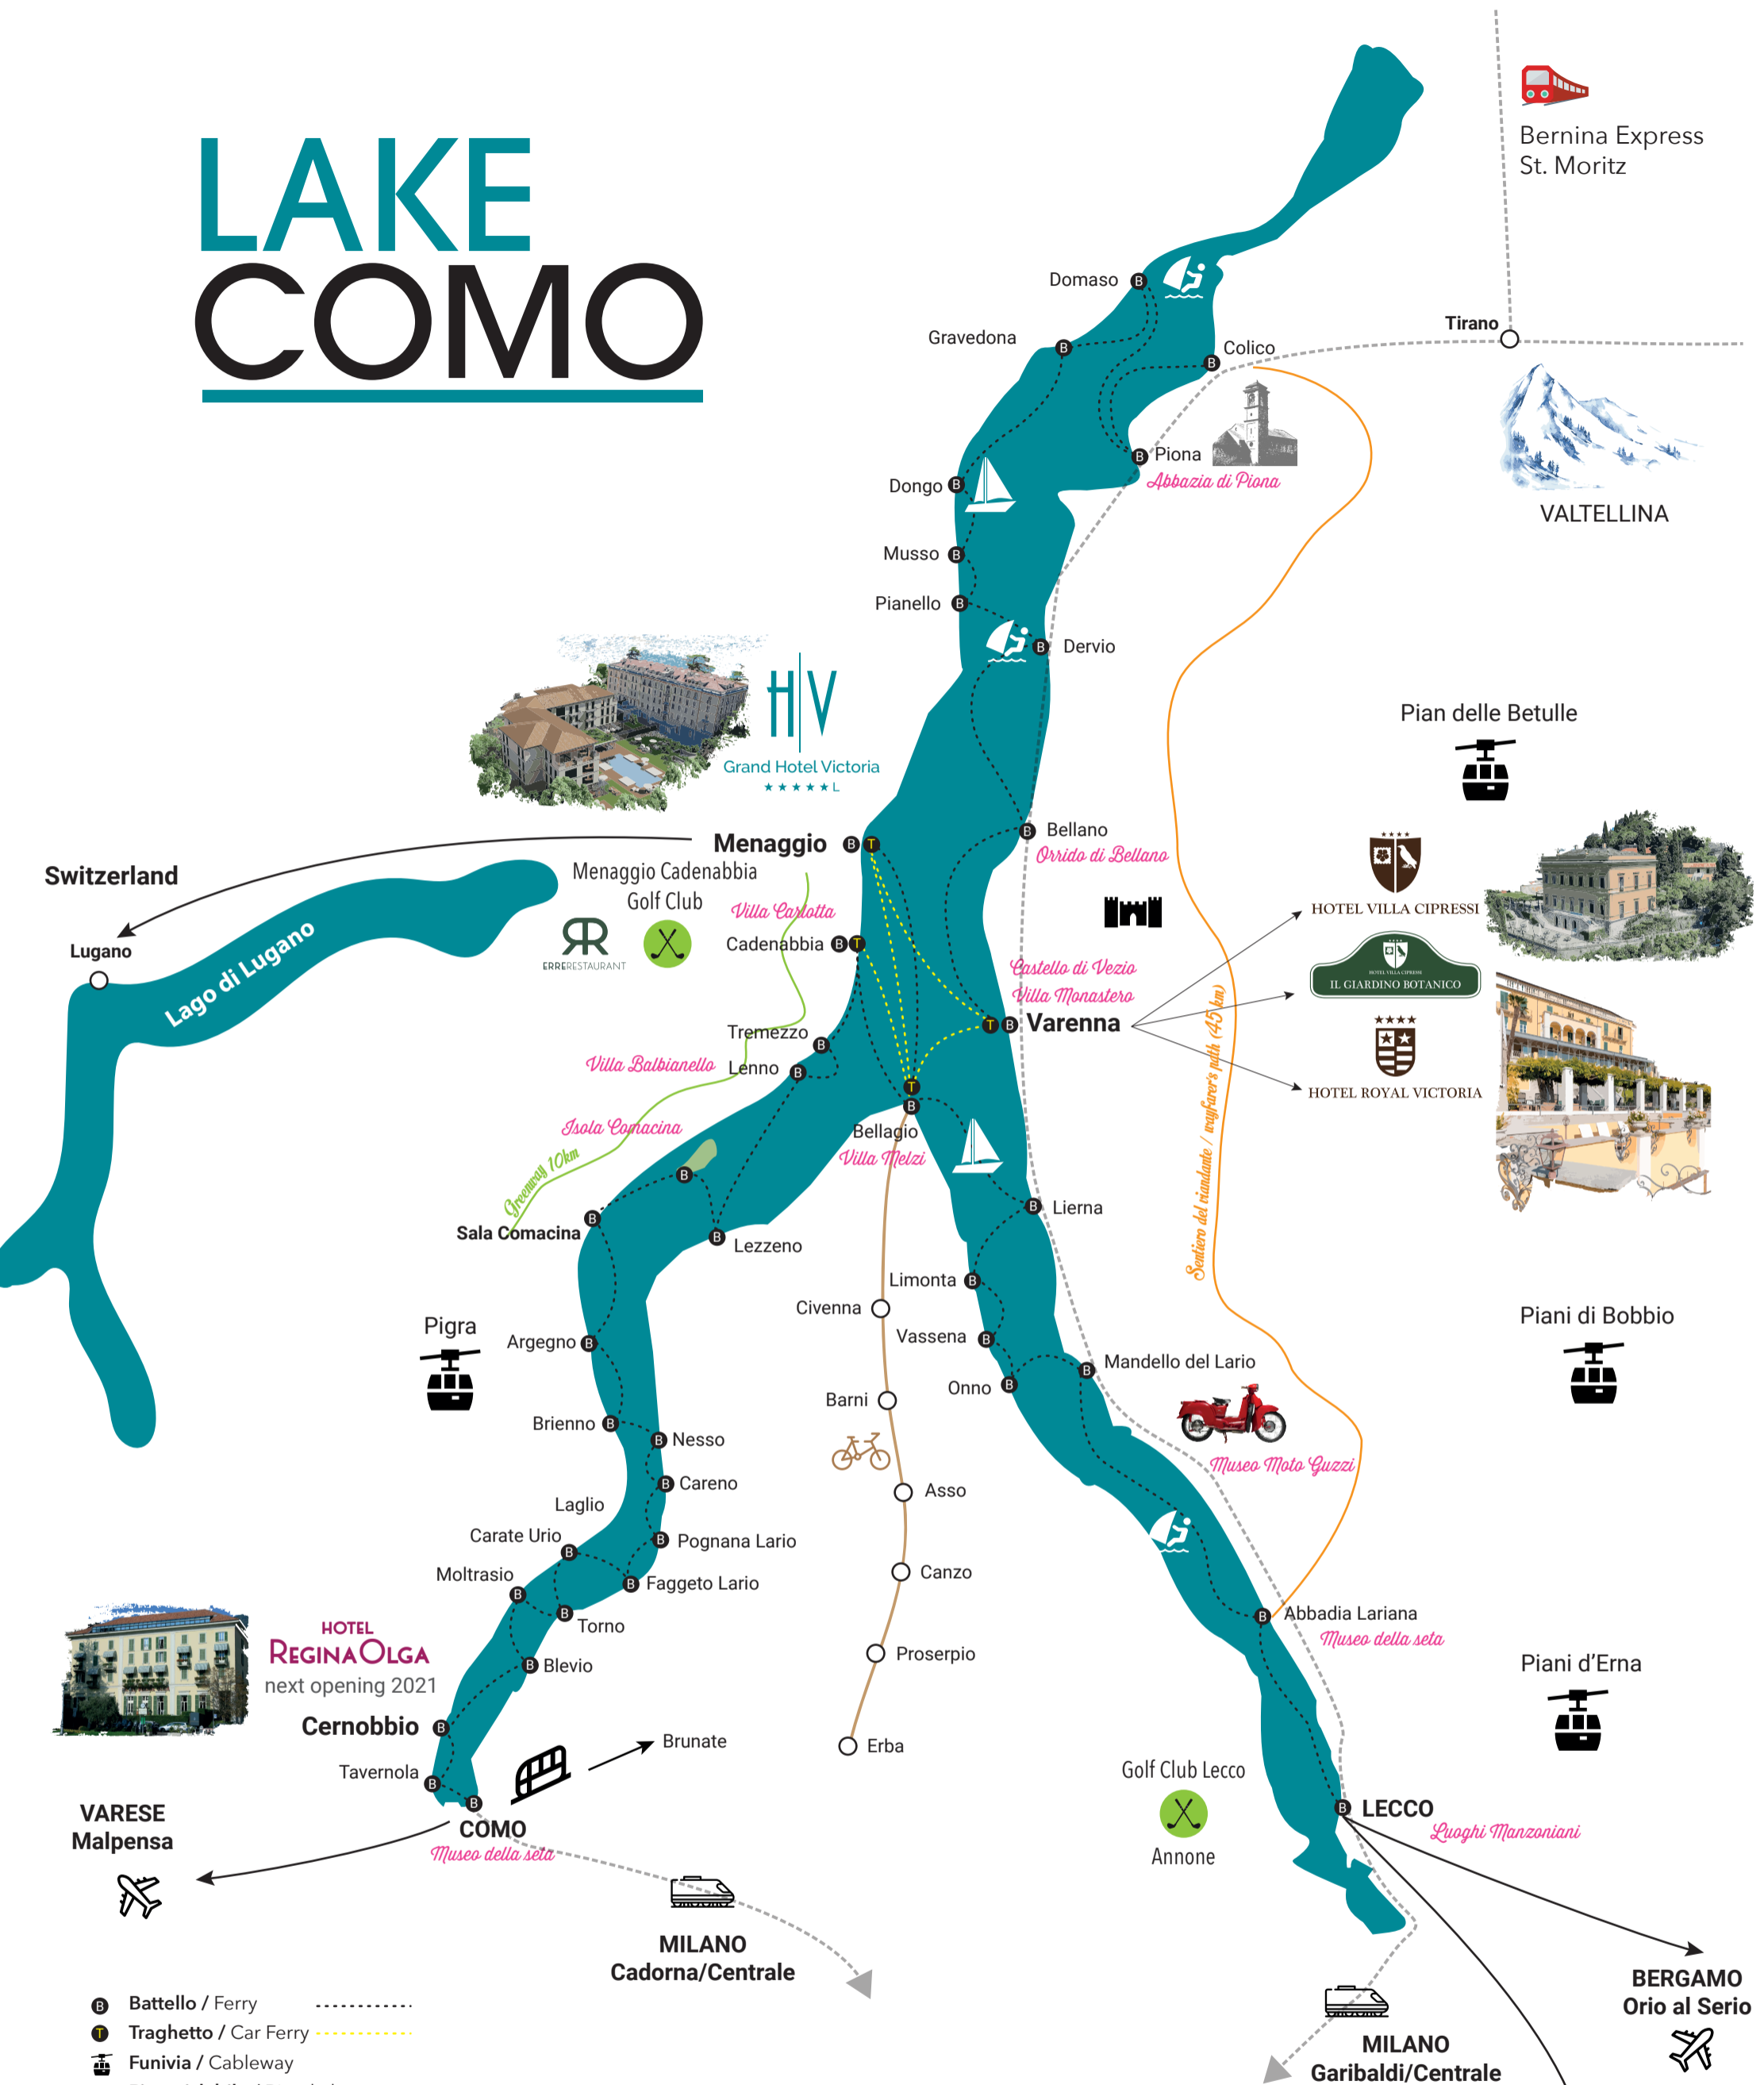 LAKE
COMO
Bernina Express
St. Moritz
Domaso
B
Gravedona
B
Colico
B
Tirano
Piona
B
Abbazia di Piona
VALTELLINA
Dongo
B
Musso
B
Pianello
B
Dervio
B
Pian delle Betulle
H V
Grand Hotel Victoria
★★★★★ L
Menaggio
B
T
Bellano
B
Orrido di Bellano
Switzerland
Lugano
Lago di Lugano
Menaggio Cadenabbia
Golf Club
RR
ERRERESTAURANT
Villa Carlotta
Cadenabbia
B
T
Castello di Vezio
Villa Monastero
T
B
Varenna
HOTEL VILLA CIPRESSI
HOTEL VILLA CIPRESSI
IL GIARDINO BOTANICO
HOTEL ROYAL VICTORIA
Sentiero del viandante / wayfarer's path (45 km)
Tremezzo
B
Villa Balbianello
Lenno
B
Isola Comacina
B
Greenway 10km
T
B
Bellagio
Villa Melzi
Sala Comacina
B
Lezzeno
B
Lierna
B
Limonta
B
Civenna
Vassena
B
Piani di Bobbio
Pigra
Argegno
B
Mandello del Lario
B
Onno
B
Museo Moto Guzzi
Barni
Brienno
B
Nesso
B
Careno
B
Asso
Laglio
Carate Urio
B
Pognana Lario
B
Canzo
Moltrasio
B
Faggeto Lario
B
Torno
B
Abbadia Lariana
B
Museo della seta
HOTEL
REGINA OLGA
next opening 2021
Blevio
B
Proserpio
Piani d'Erna
Cernobbio
B
Brunate
Erba
Tavernola
B
B
COMO
Museo della seta
Golf Club Lecco
Annone
LECCO
B
Luoghi Manzoniani
VARESE
Malpensa
MILANO
Cadorna/Centrale
BERGAMO
Orio al Serio
MILANO
Garibaldi/Centrale
B Battello / Ferry
T Traghetto / Car Ferry
Funivia / Cableway